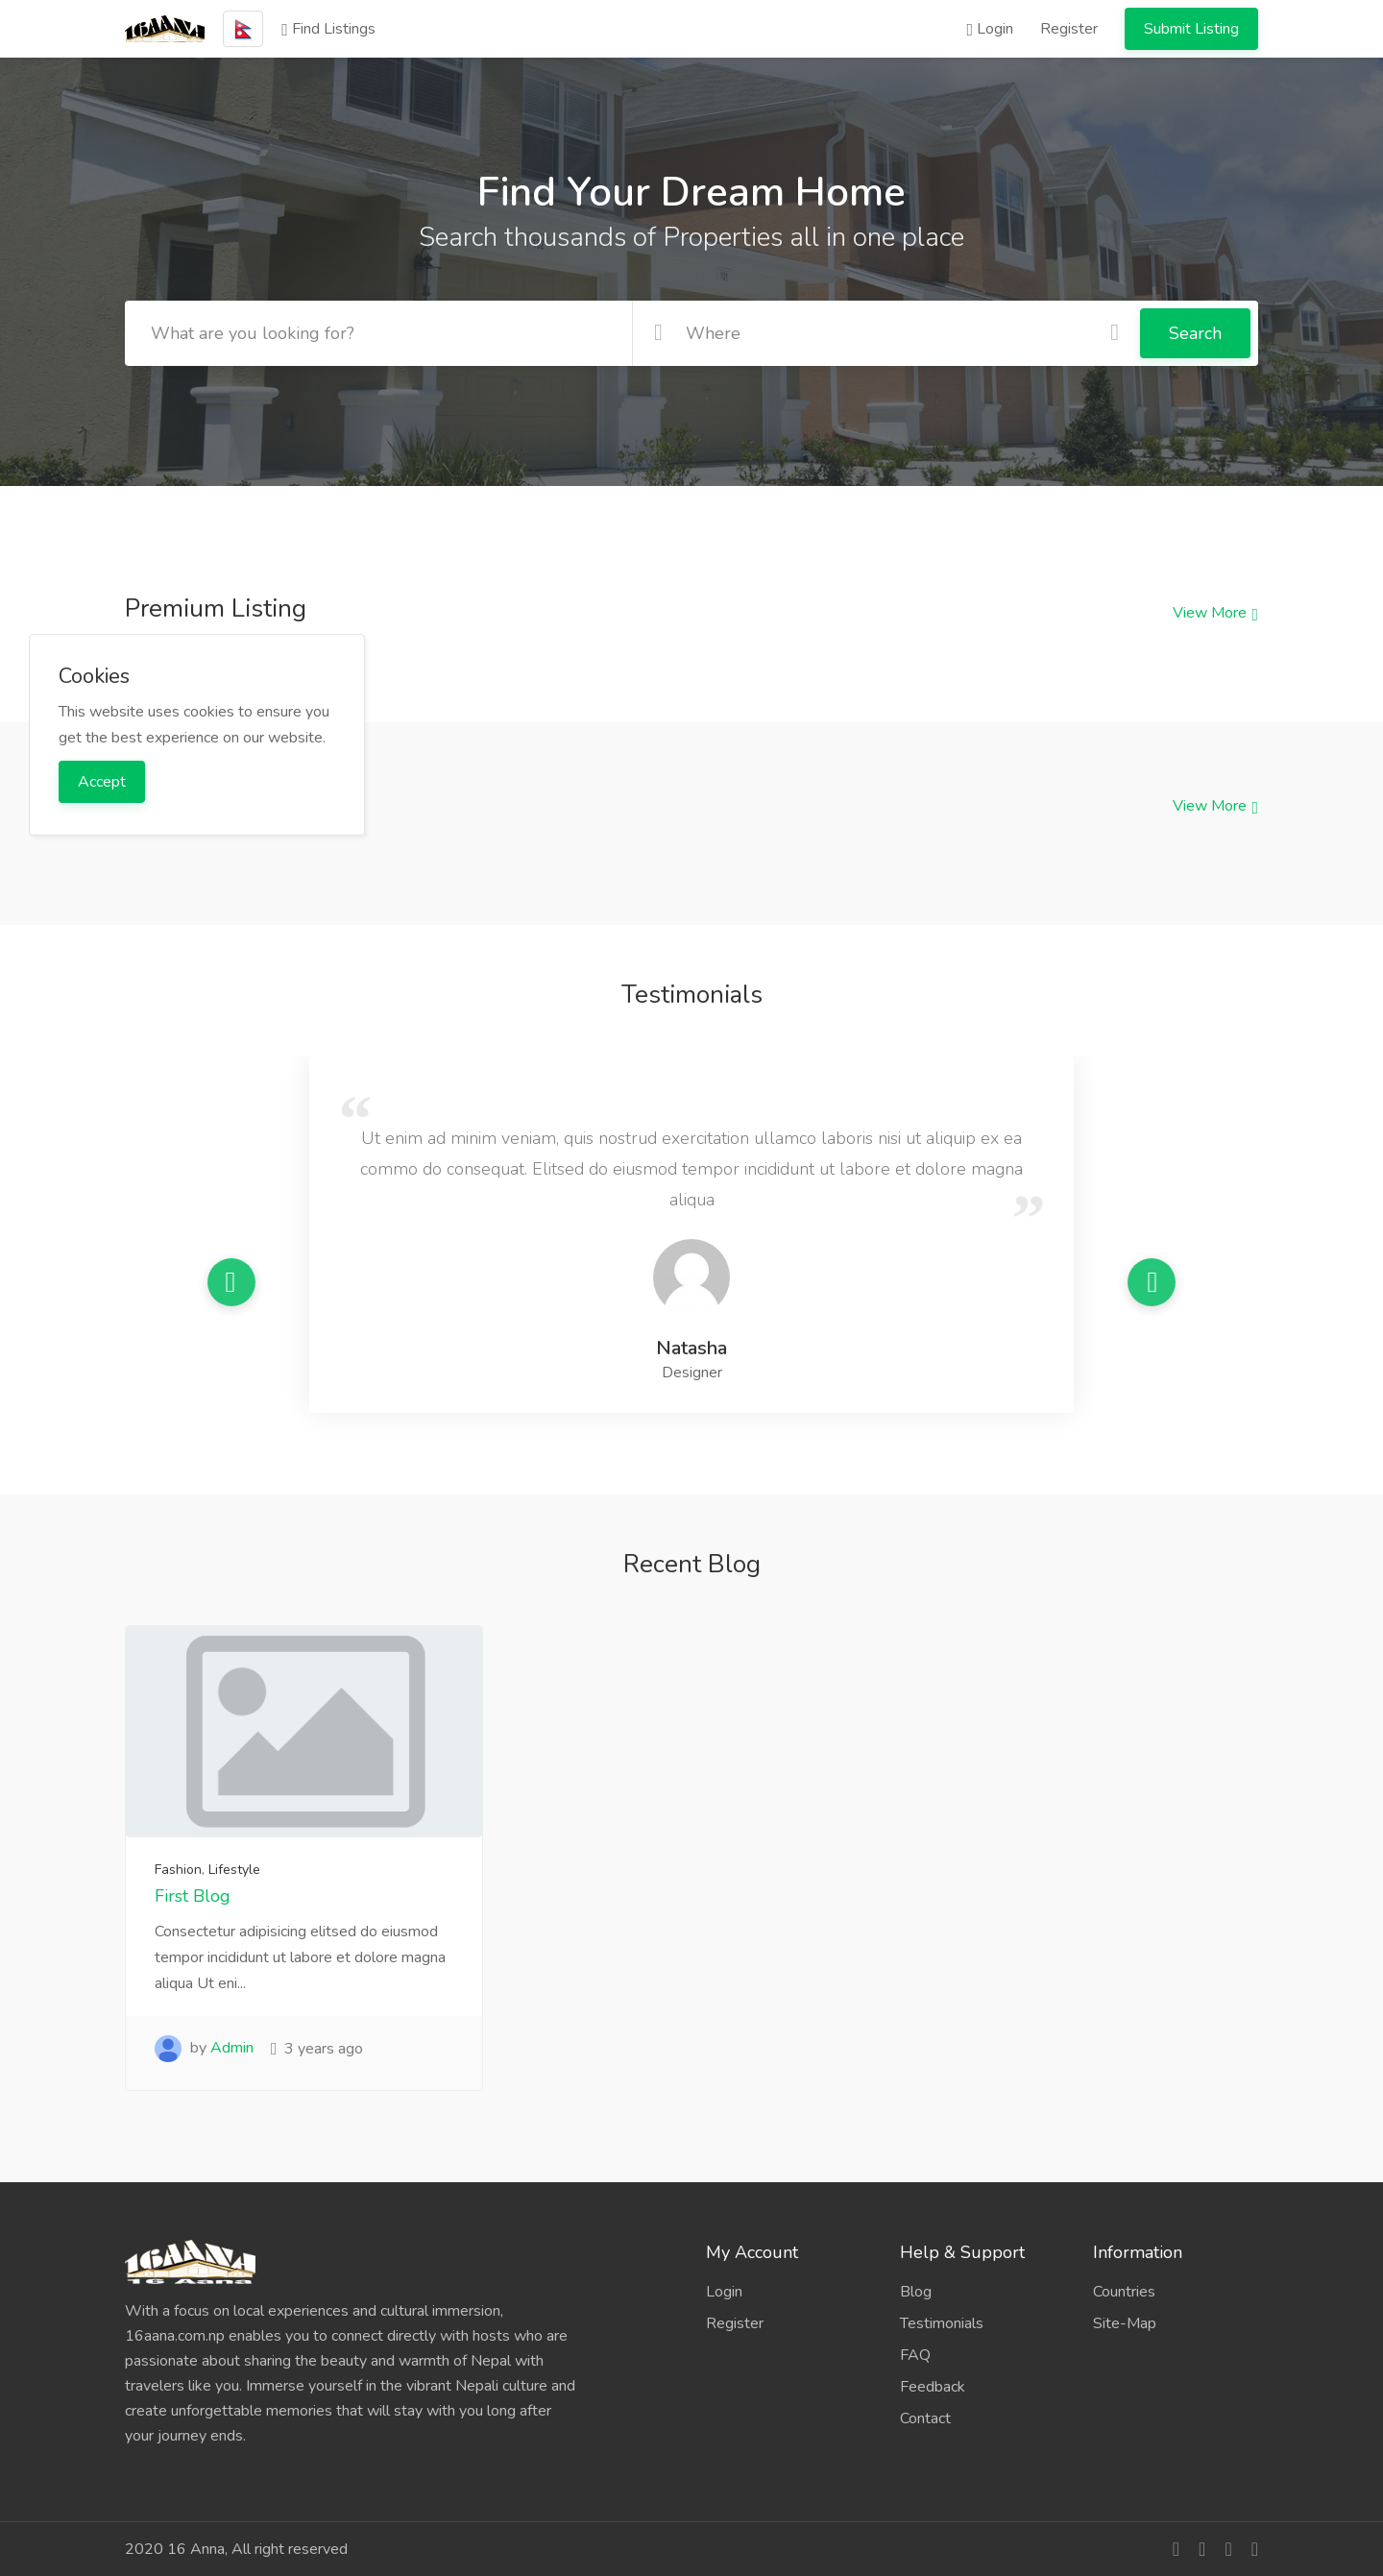 16AANA
Find Listings
Login
Register
Submit Listing
Find Your Dream Home
Search thousands of Properties all in one place
What are you looking for?
Where
Search
Premium Listing
View More
Cookies
This website uses cookies to ensure you
get the best experience on our website.
Accept
View More
Testimonials
“
Ut enim ad minim veniam, quis nostrud exercitation ullamco laboris nisi ut aliquip ex ea
commo do consequat. Elitsed do eiusmod tempor incididunt ut labore et dolore magna
aliqua
”
Natasha
Designer
Recent Blog
Fashion, Lifestyle
First Blog
Consectetur adipisicing elitsed do eiusmod
tempor incididunt ut labore et dolore magna
aliqua Ut eni...
by Admin
3 years ago
16AANA
16 Aana
With a focus on local experiences and cultural immersion,
16aana.com.np enables you to connect directly with hosts who are
passionate about sharing the beauty and warmth of Nepal with
travelers like you. Immerse yourself in the vibrant Nepali culture and
create unforgettable memories that will stay with you long after
your journey ends.
My Account
Login
Register
Help & Support
Blog
Testimonials
FAQ
Feedback
Contact
Information
Countries
Site-Map
2020 16 Anna, All right reserved